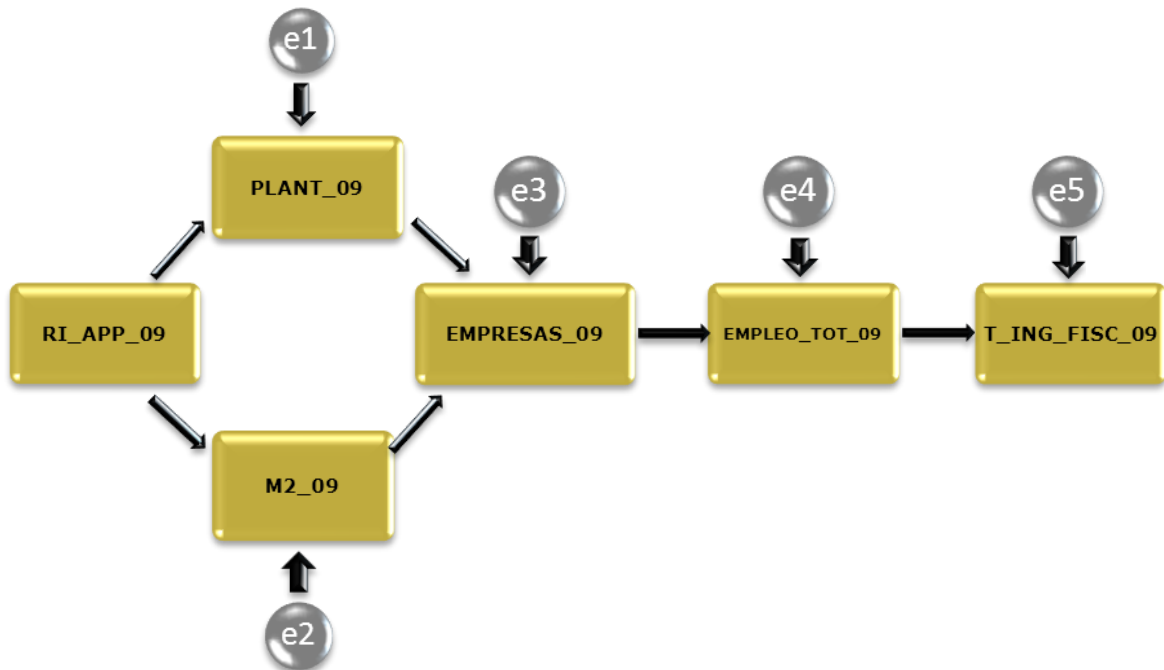 e1
PLANT_09
e3
e4
e5
RI_APP_09
EMPRESAS_09
EMPLEO_TOT_09
T_ING_FISC_09
M2_09
e2